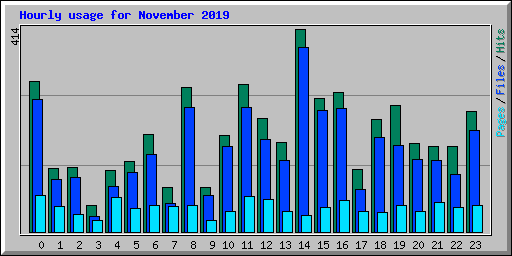 Hourly usage for November 2019
414
Pages/Files/Hits
0 1 2 3 4 5 6 7 8 9 10 11 12 13 14 15 16 17 18 19 20 21 22 23